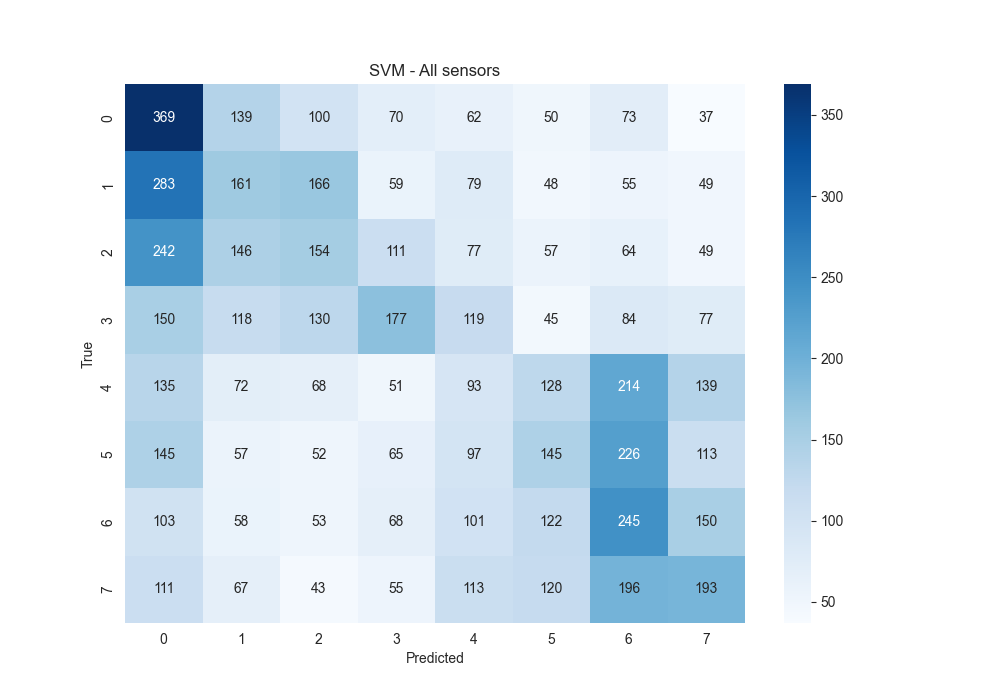 SVM - All sensors
0 369 139 100 70 62 50 73 37
1 283 161 166 59 79 48 55 49
2 242 146 154 111 77 57 64 49
3 150 118 130 177 119 45 84 77
4 135 72 68 51 93 128 214 139
5 145 57 52 65 97 145 226 113
6 103 58 53 68 101 122 245 150
7 111 67 43 55 113 120 196 193
0 1 2 3 4 5 6 7
Predicted
True
350
300
250
200
150
100
50